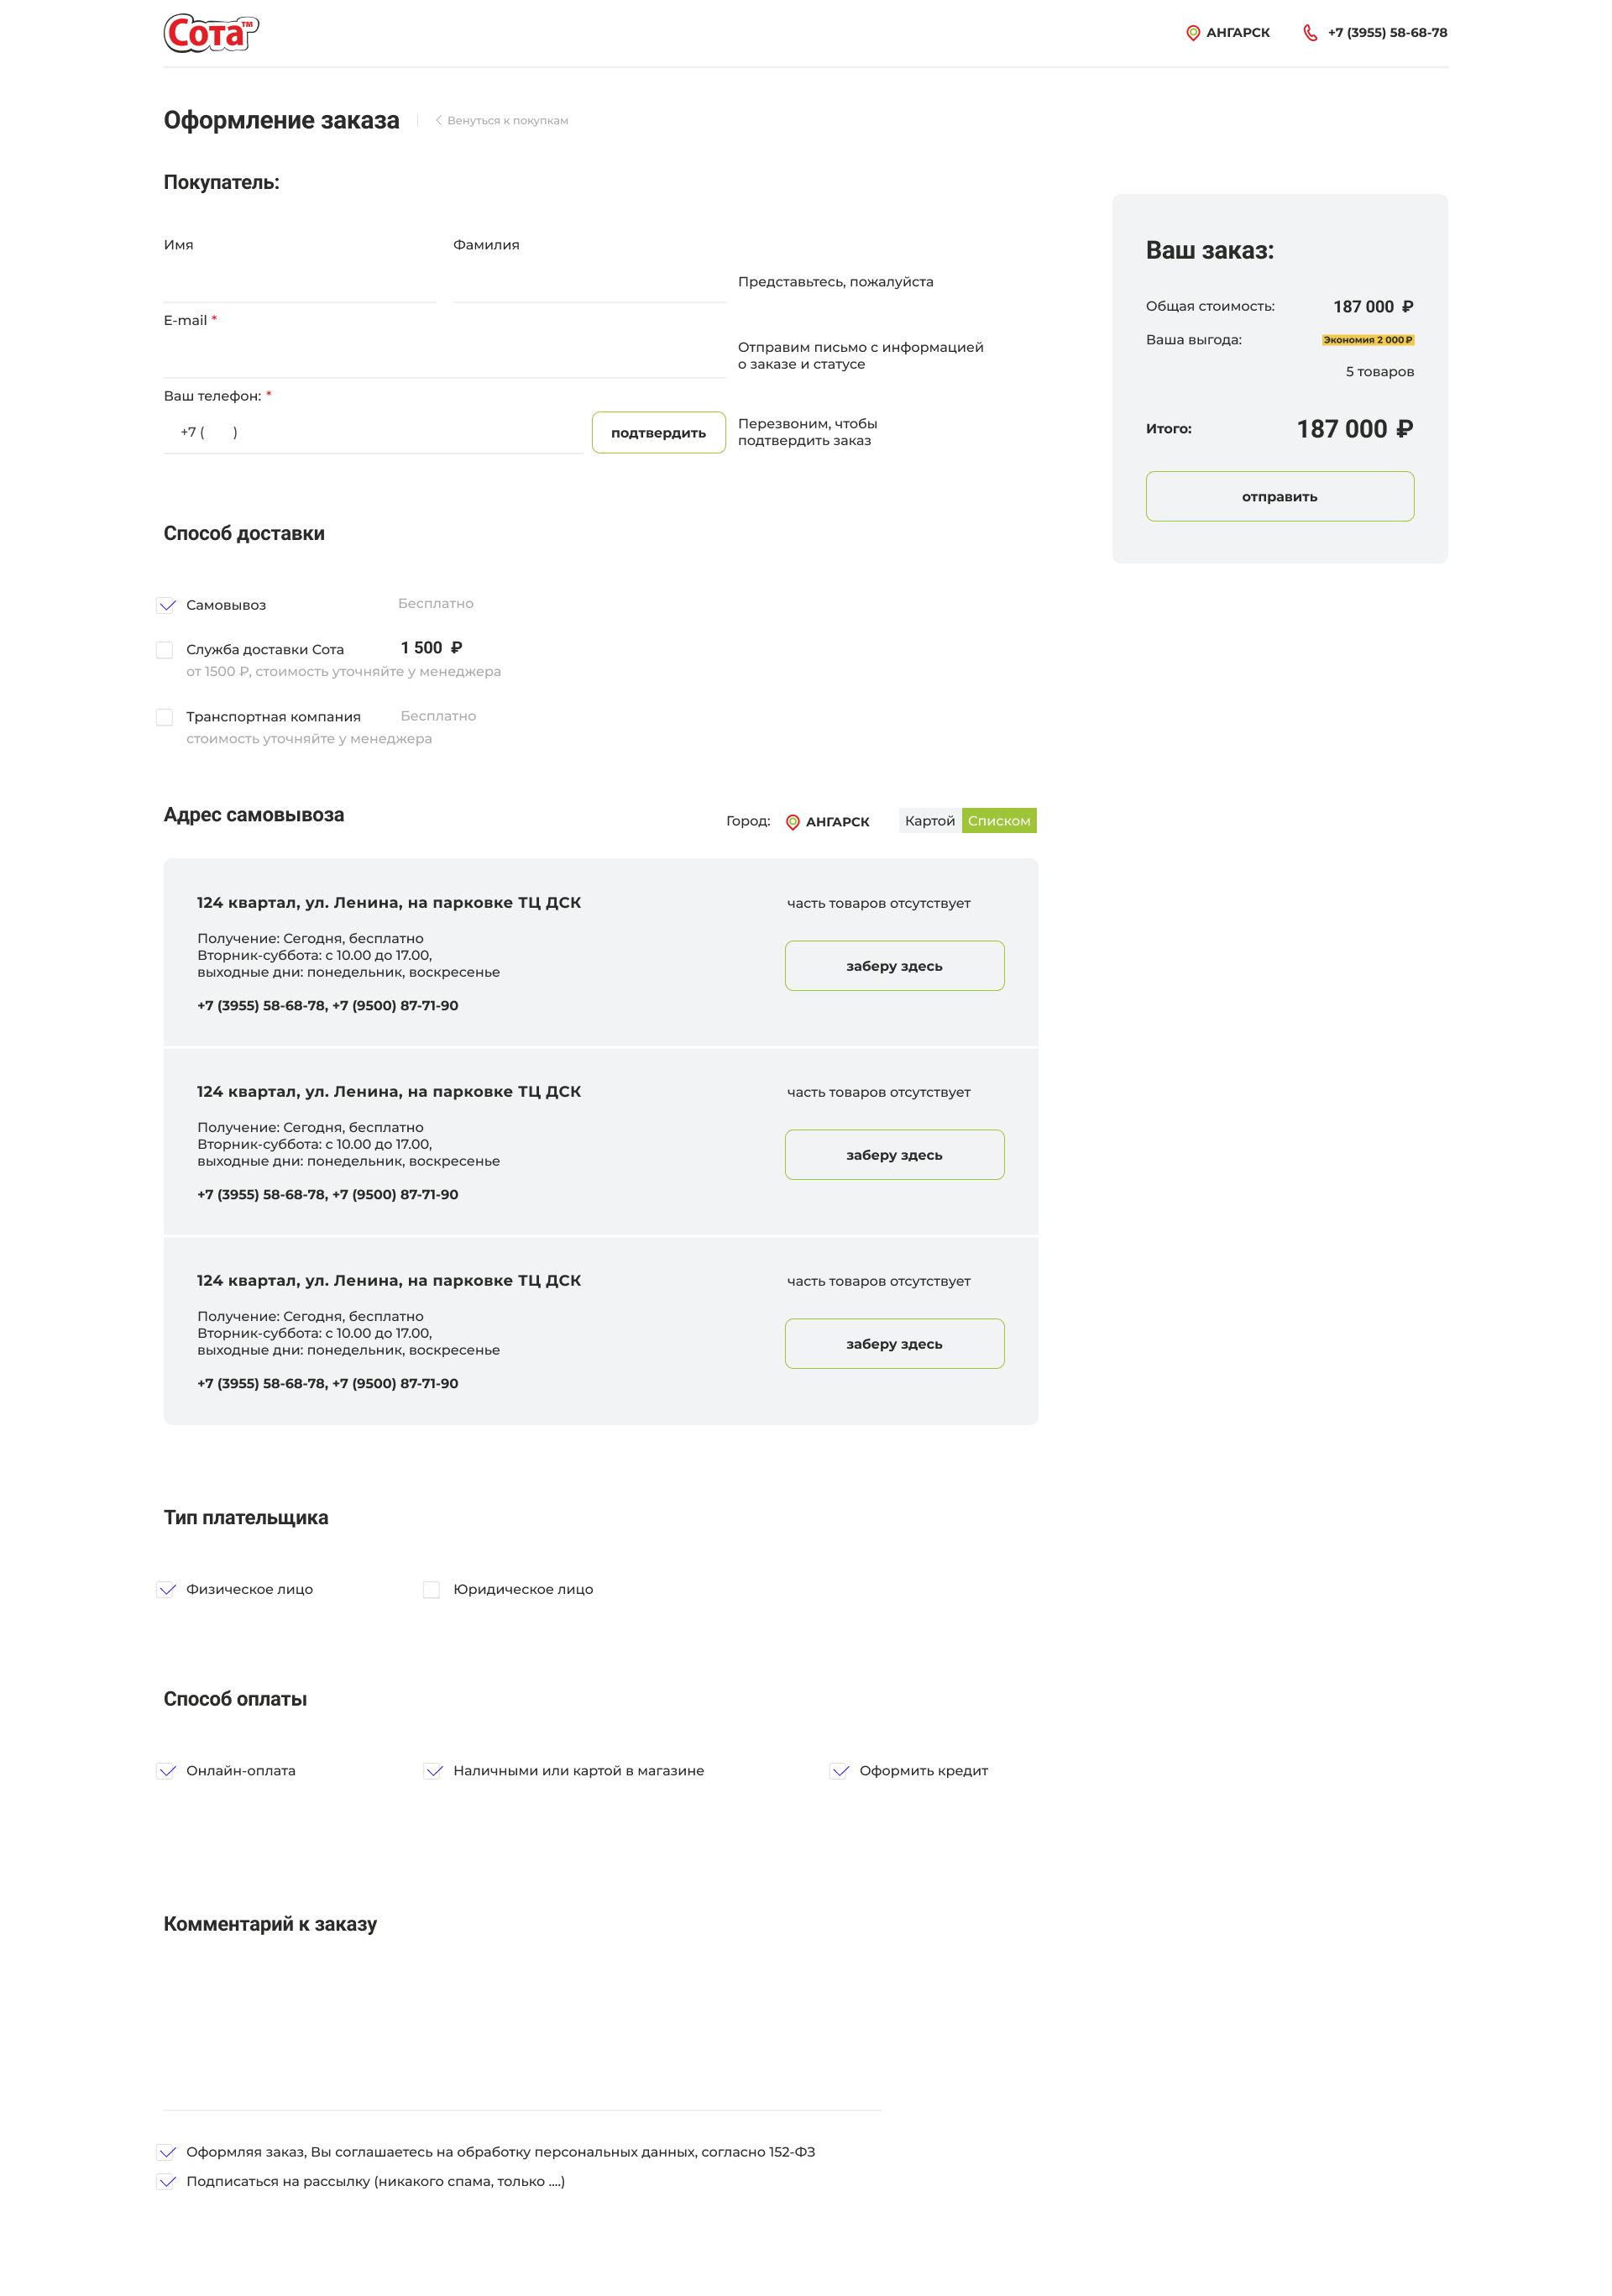 Сота™
АНГАРСК
+7 (3955) 58-68-78
Оформление заказа
Венуться к покупкам
Покупатель:
Имя
Фамилия
Представьтесь, пожалуйста
E-mail *
Отправим письмо с информацией
о заказе и статусе
Ваш телефон: *
+7 ( )
подтвердить
Перезвоним, чтобы
подтвердить заказ
Ваш заказ:
Общая стоимость: 187 000 ₽
Ваша выгода: Экономия 2 000 ₽
5 товаров
Итого: 187 000 ₽
отправить
Способ доставки
Самовывоз Бесплатно
Служба доставки Сота 1 500 ₽
от 1500 ₽, стоимость уточняйте у менеджера
Транспортная компания Бесплатно
стоимость уточняйте у менеджера
Адрес самовывоза
Город: АНГАРСК
Картой Списком
124 квартал, ул. Ленина, на парковке ТЦ ДСК
Получение: Сегодня, бесплатно
Вторник-суббота: с 10.00 до 17.00,
выходные дни: понедельник, воскресенье
+7 (3955) 58-68-78, +7 (9500) 87-71-90
часть товаров отсутствует
заберу здесь
124 квартал, ул. Ленина, на парковке ТЦ ДСК
Получение: Сегодня, бесплатно
Вторник-суббота: с 10.00 до 17.00,
выходные дни: понедельник, воскресенье
+7 (3955) 58-68-78, +7 (9500) 87-71-90
часть товаров отсутствует
заберу здесь
124 квартал, ул. Ленина, на парковке ТЦ ДСК
Получение: Сегодня, бесплатно
Вторник-суббота: с 10.00 до 17.00,
выходные дни: понедельник, воскресенье
+7 (3955) 58-68-78, +7 (9500) 87-71-90
часть товаров отсутствует
заберу здесь
Тип плательщика
Физическое лицо
Юридическое лицо
Способ оплаты
Онлайн-оплата
Наличными или картой в магазине
Оформить кредит
Комментарий к заказу
Оформляя заказ, Вы соглашаетесь на обработку персональных данных, согласно 152-ФЗ
Подписаться на рассылку (никакого спама, только ....)